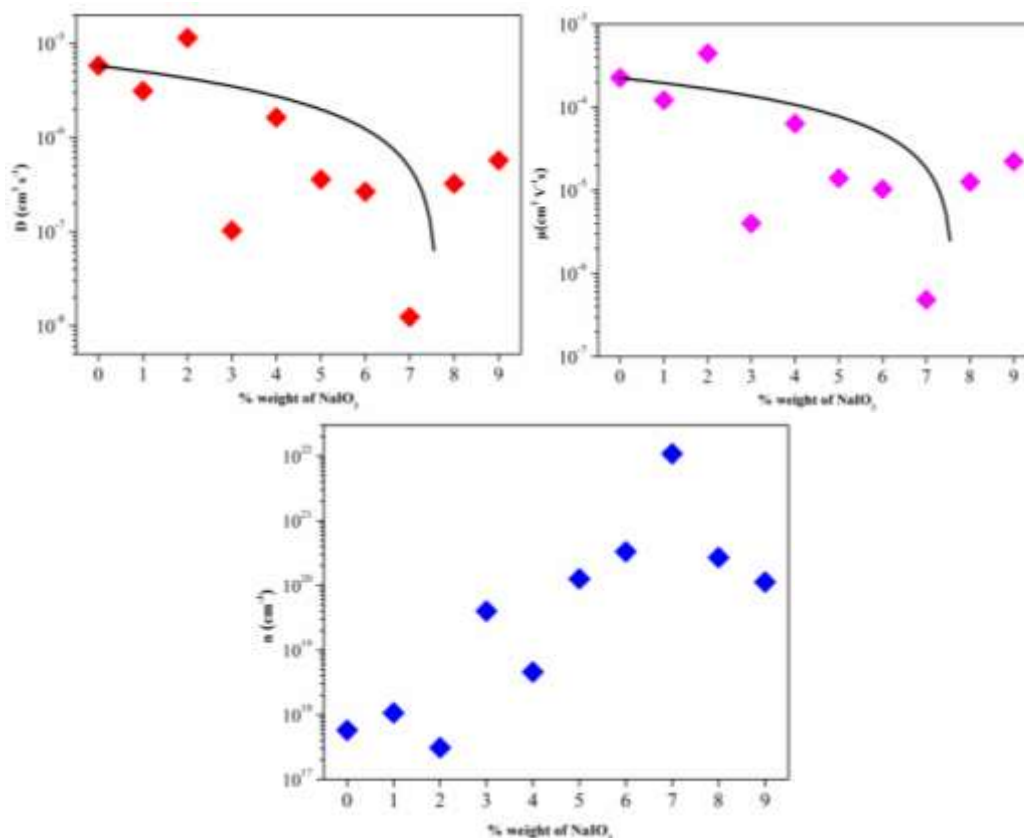 10⁻⁵
10⁻⁶
10⁻⁷
10⁻⁸
D (cm² s⁻¹)
0 1 2 3 4 5 6 7 8 9
% weight of NaIO₃
10⁻³
10⁻⁴
10⁻⁵
10⁻⁶
10⁻⁷
μ(cm² V⁻¹s)
0 1 2 3 4 5 6 7 8 9
% weight of NaIO₃
10²²
10²¹
10²⁰
10¹⁹
10¹⁸
10¹⁷
n (cm⁻³)
0 1 2 3 4 5 6 7 8 9
% weight of NaIO₃